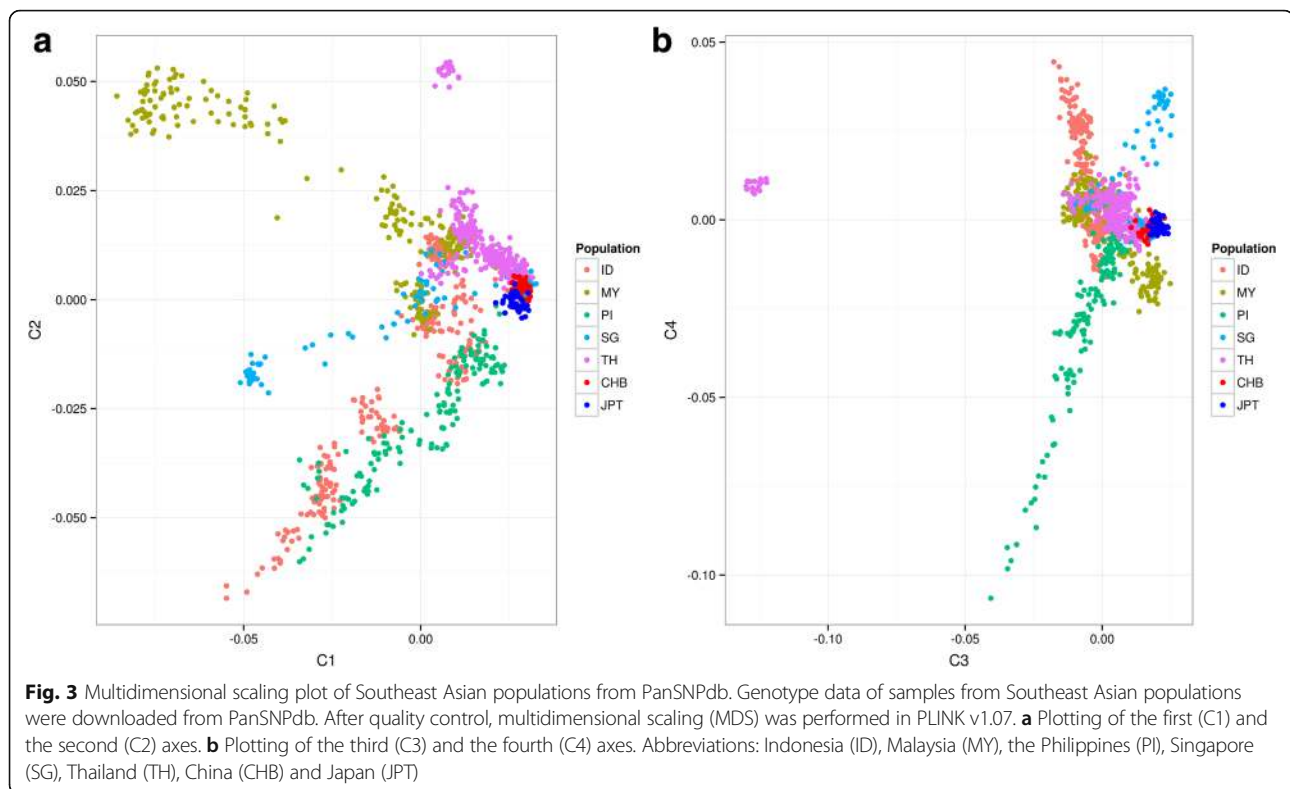 a
0.050
0.025
0.000
-0.025
-0.050
C2
-0.05
0.00
C1
Population
ID
MY
PI
SG
TH
CHB
JPT
b
0.05
0.00
-0.05
-0.10
C4
-0.10
-0.05
0.00
C3
Population
ID
MY
PI
SG
TH
CHB
JPT
Fig. 3 Multidimensional scaling plot of Southeast Asian populations from PanSNPdb. Genotype data of samples from Southeast Asian populations
were downloaded from PanSNPdb. After quality control, multidimensional scaling (MDS) was performed in PLINK v1.07. a Plotting of the first (C1) and
the second (C2) axes. b Plotting of the third (C3) and the fourth (C4) axes. Abbreviations: Indonesia (ID), Malaysia (MY), the Philippines (PI), Singapore
(SG), Thailand (TH), China (CHB) and Japan (JPT)